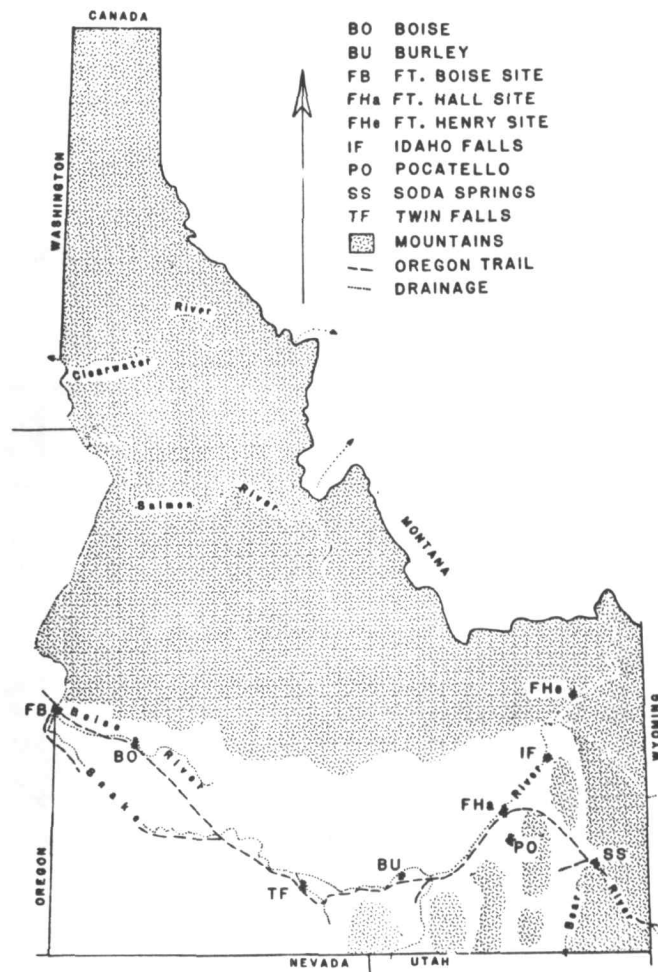 CANADA
BO BOISE
BU BURLEY
FB FT. BOISE SITE
FHa FT. HALL SITE
FHe FT. HENRY SITE
IF IDAHO FALLS
PO POCATELLO
SS SODA SPRINGS
TF TWIN FALLS
MOUNTAINS
OREGON TRAIL
DRAINAGE
WASHINGTON
River
Clearwater
Salmon River
MONTANA
WYOMING
FHe
FB
Boise River
BO
IF
Snake River
FHa
PO
SS
BU
TF
Bear River
OREGON
NEVADA UTAH